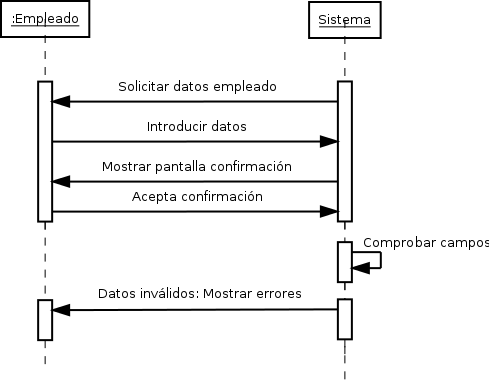 :Empleado
Sistema
Solicitar datos empleado
Introducir datos
Mostrar pantalla confirmación
Acepta confirmación
Comprobar campos
Datos inválidos: Mostrar errores